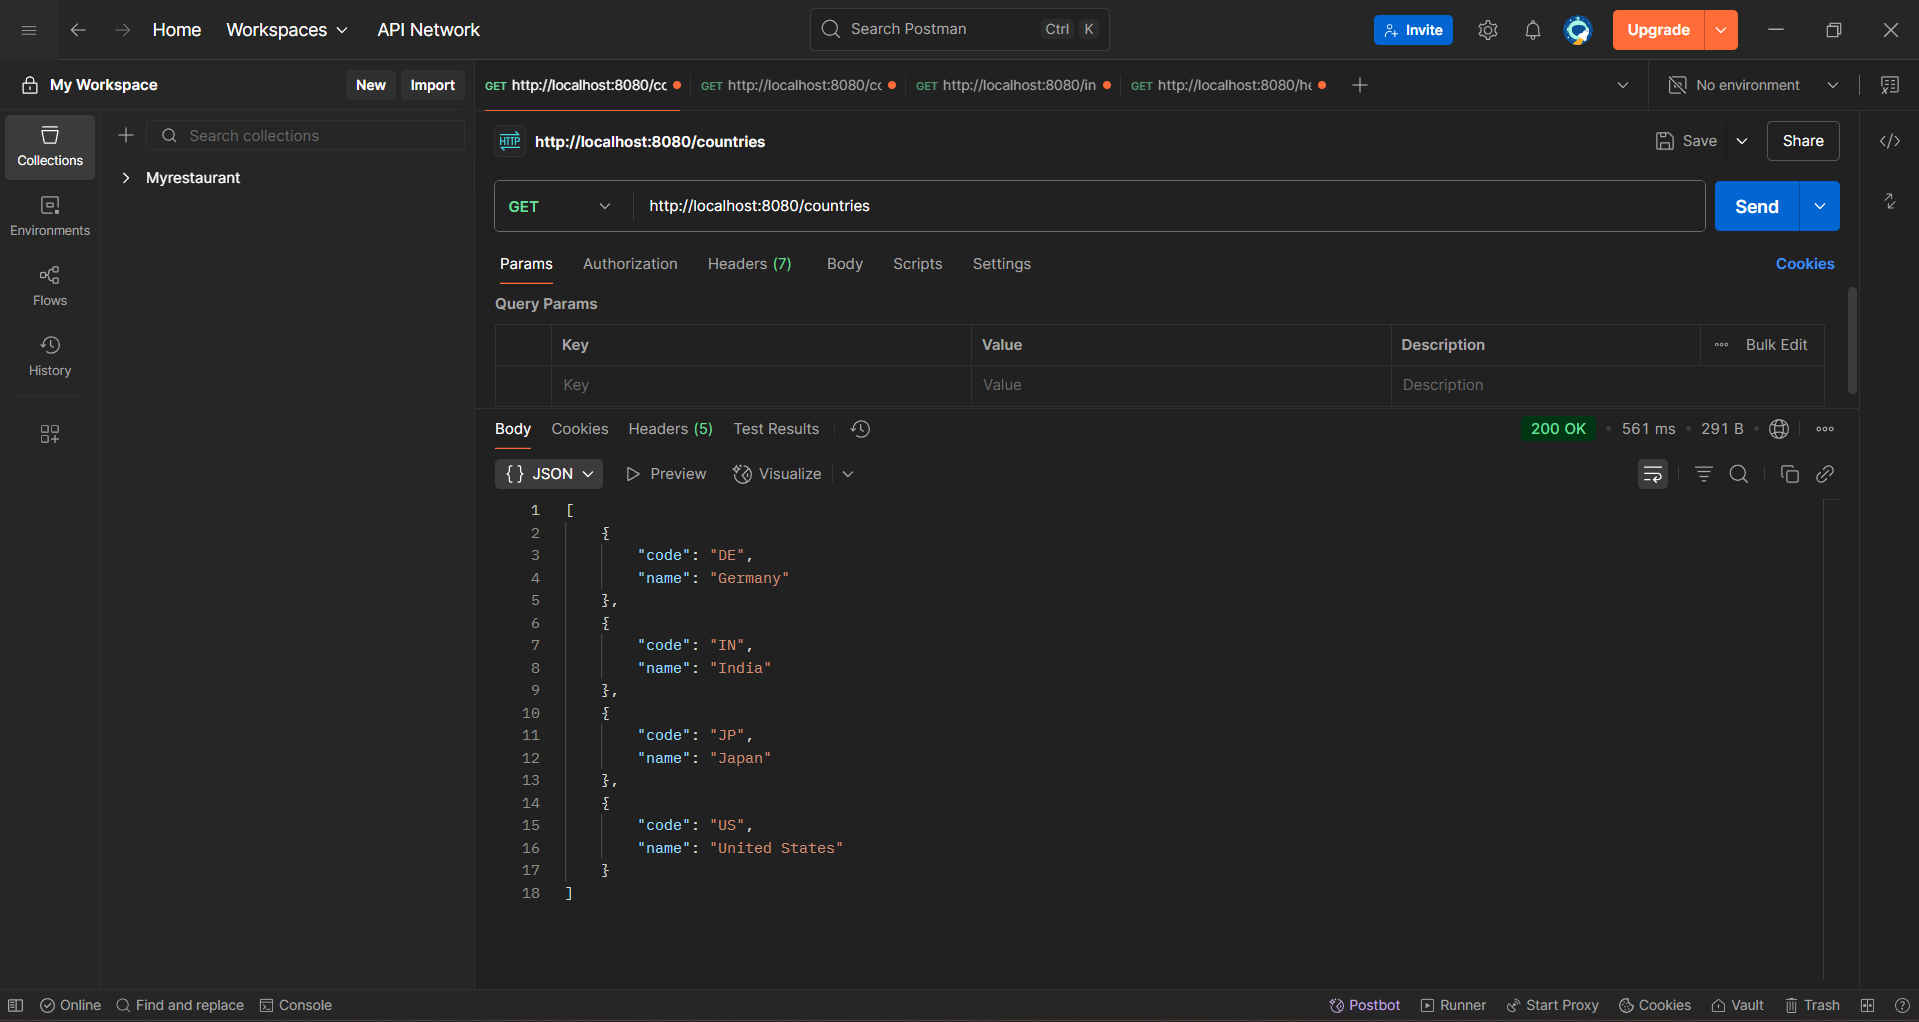 Home Workspaces API Network Search Postman Ctrl K Invite Upgrade
My Workspace New Import GET http://localhost:8080/cc GET http://localhost:8080/cc GET http://localhost:8080/in GET http://localhost:8080/he No environment
Collections
Search collections
Myrestaurant
Environments
Flows
History
HTTP http://localhost:8080/countries Save Share
GET http://localhost:8080/countries Send
Params Authorization Headers (7) Body Scripts Settings Cookies
Query Params
Key Value Description Bulk Edit
Key Value Description
Body Cookies Headers (5) Test Results 200 OK 561 ms 291 B
{} JSON Preview Visualize
1 [
2 {
3 "code": "DE",
4 "name": "Germany"
5 },
6 {
7 "code": "IN",
8 "name": "India"
9 },
10 {
11 "code": "JP",
12 "name": "Japan"
13 },
14 {
15 "code": "US",
16 "name": "United States"
17 }
18 ]
Online Find and replace Console Postbot Runner Start Proxy Cookies Vault Trash